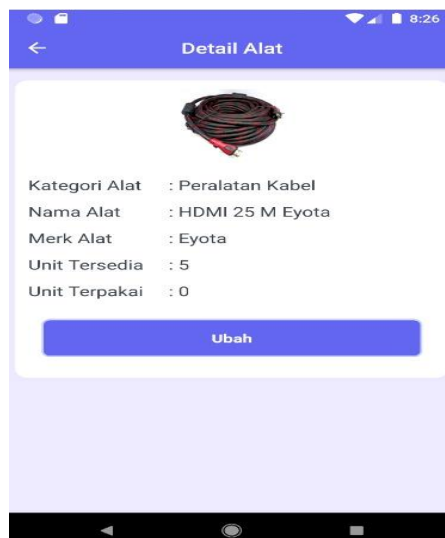 8:26
Detail Alat
Kategori Alat : Peralatan Kabel
Nama Alat : HDMI 25 M Eyota
Merk Alat : Eyota
Unit Tersedia : 5
Unit Terpakai : 0
Ubah